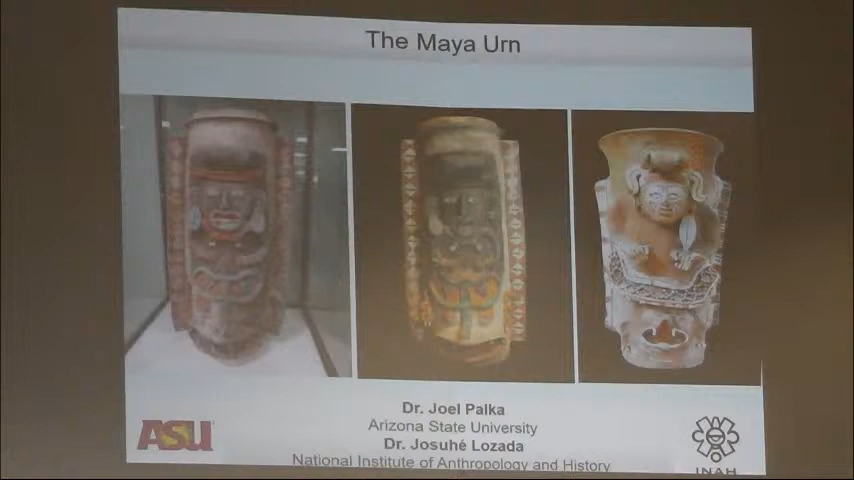 The Maya Urn
Dr. Joel Palka
Arizona State University
Dr. Josuhé Lozada
National Institute of Anthropology and History
ASU
INAH